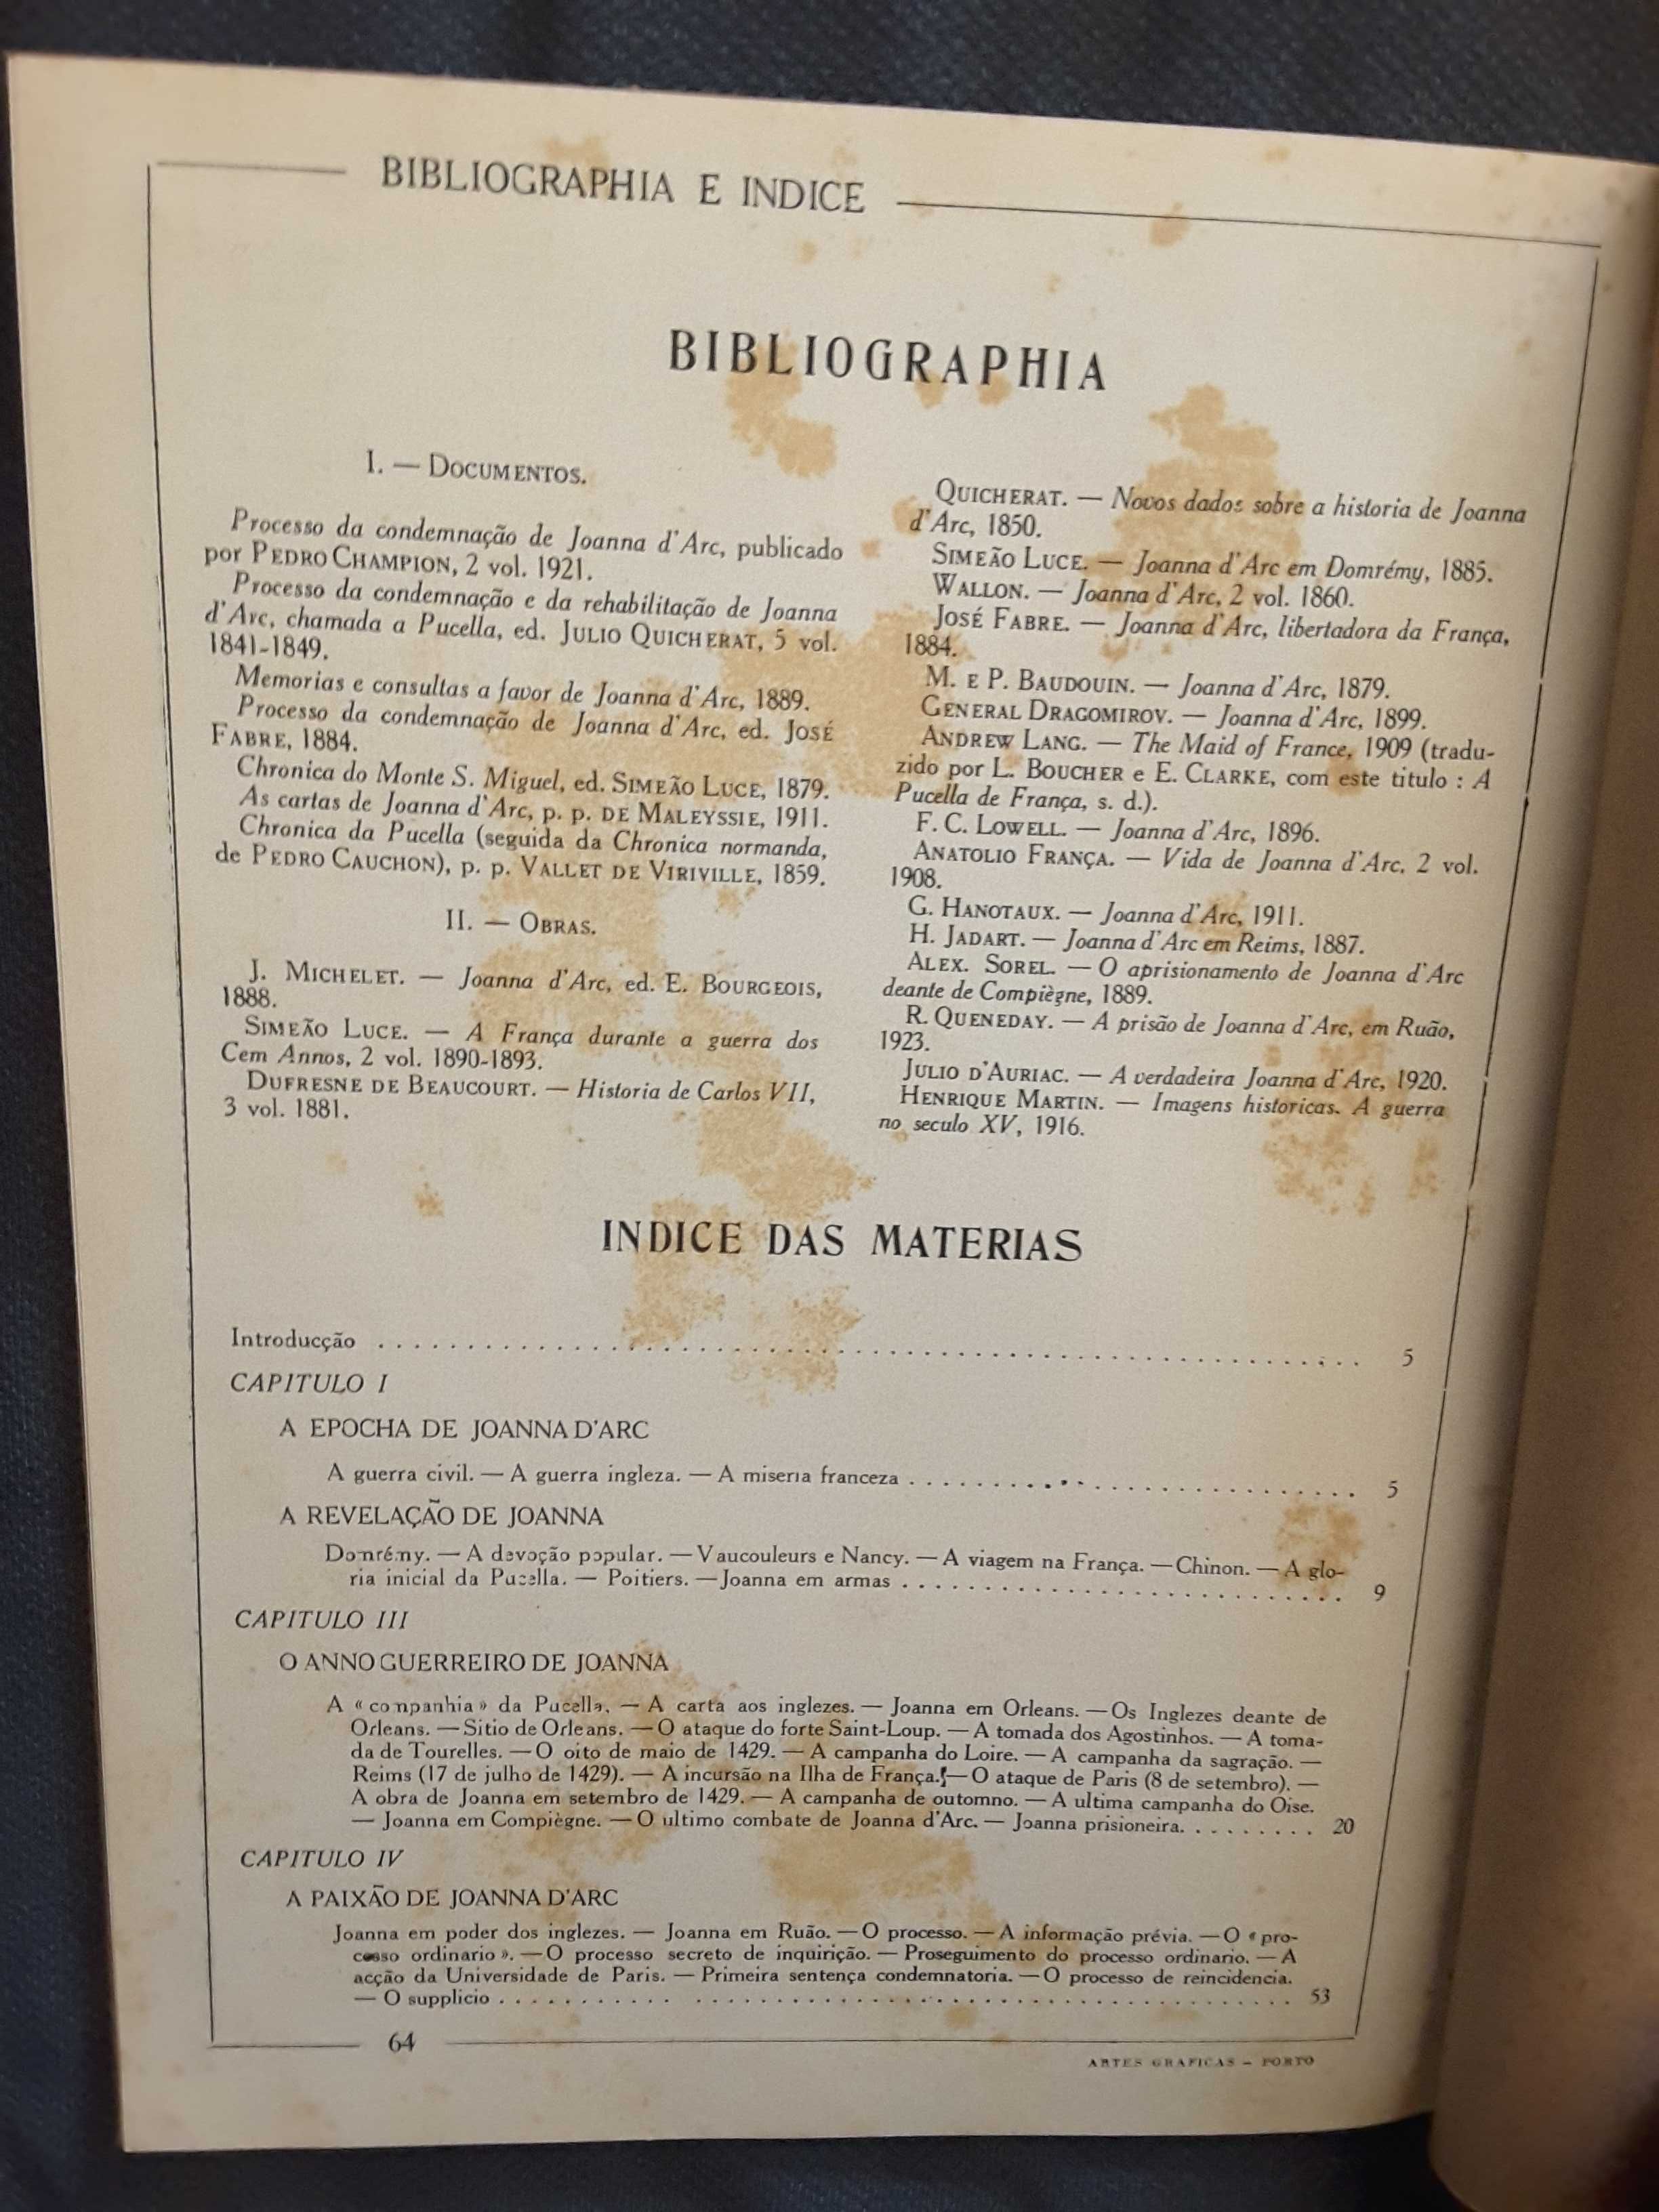 BIBLIOGRAPHIA E INDICE
BIBLIOGRAPHIA
I. — DOCUMENTOS.
Processo da condemnação de Joanna d'Arc, publicado
por PEDRO CHAMPION, 2 vol. 1921.
Processo da condemnação e da rehabilitação de Joanna
d'Arc, chamada a Pucella, ed. JULIO QUICHERAT, 5 vol.
1841-1849.
Memorias e consultas a favor de Joanna d'Arc, 1889.
Processo da condemnação de Joanna d'Arc, ed. JOSÉ
FABRE, 1884.
Chronica do Monte S. Miguel, ed. SIMEÃO LUCE, 1879.
As cartas de Joanna d'Arc, p. p. DE MALEYSSIE, 1911.
Chronica da Pucella (seguida da Chronica normanda,
de PEDRO CAUCHON), p. p. VALLET DE VIRIVILLE, 1859.
II. — OBRAS.
J. MICHELET. — Joanna d'Arc, ed. E. BOURGEOIS,
1888.
SIMEÃO LUCE. — A França durante a guerra dos
Cem Annos, 2 vol. 1890-1893.
DUFRESNE DE BEAUCOURT. — Historia de Carlos VII,
3 vol. 1881.
QUICHERAT. — Novos dados sobre a historia de Joanna
d'Arc, 1850.
SIMEÃO LUCE. — Joanna d'Arc em Domrémy, 1885.
WALLON. — Joanna d'Arc, 2 vol. 1860.
JOSÉ FABRE. — Joanna d'Arc, libertadora da França,
1884.
M. E P. BAUDOUIN. — Joanna d'Arc, 1879.
GENERAL DRAGOMIROV. — Joanna d'Arc, 1899.
ANDREW LANG. — The Maid of France, 1909 (tradu-
zido por L. BOUCHER e E. CLARKE, com este titulo : A
Pucella de França, s. d.).
F. C. LOWELL. — Joanna d'Arc, 1896.
ANATOLIO FRANÇA. — Vida de Joanna d'Arc, 2 vol.
1908.
G. HANOTAUX. — Joanna d'Arc, 1911.
H. JADART. — Joanna d'Arc em Reims, 1887.
ALEX. SOREL. — O aprisionamento de Joanna d'Arc
deante de Compiègne, 1889.
R. QUENEDAY. — A prisão de Joanna d'Arc, em Ruão,
1923.
JULIO D'AURIAC. — A verdadeira Joanna d'Arc, 1920.
HENRIQUE MARTIN. — Imagens historicas. A guerra
no seculo XV, 1916.
INDICE DAS MATERIAS
Introducção . . . . . . . . . . 5
CAPITULO I
A EPOCHA DE JOANNA D'ARC
A guerra civil. — A guerra ingleza. — A miseria franceza . . . . . . . . . . 5
A REVELAÇÃO DE JOANNA
Domrémy. — A devoção popular. — Vaucouleurs e Nancy. — A viagem na França. — Chinon. — A glo-
ria inicial da Pucella. — Poitiers. — Joanna em armas . . . . . . . . . . 9
CAPITULO III
O ANNO GUERREIRO DE JOANNA
A « companhia » da Pucella. — A carta aos inglezes. — Joanna em Orleans. — Os Inglezes deante de
Orleans. — Sitio de Orleans. — O ataque do forte Saint-Loup. — A tomada dos Agostinhos. — A toma-
da de Tourelles. — O oito de maio de 1429. — A campanha do Loire. — A campanha da sagração. —
Reims (17 de julho de 1429). — A incursão na Ilha de França. — O ataque de Paris (8 de setembro). —
A obra de Joanna em setembro de 1429. — A campanha de outomno. — A ultima campanha do Oise.
— Joanna em Compiègne. — O ultimo combate de Joanna d'Arc. — Joanna prisioneira. . . . . . . . . 20
CAPITULO IV
A PAIXÃO DE JOANNA D'ARC
Joanna em poder dos inglezes. — Joanna em Ruão. — O processo. — A informação prévia. — O « pro-
cesso ordinario ». — O processo secreto de inquirição. — Proseguimento do processo ordinario. — A
acção da Universidade de Paris. — Primeira sentença condemnatoria. — O processo de reincidencia.
— O supplicio . . . . . . . . . . 53
64
ARTES GRAFICAS – PORTO